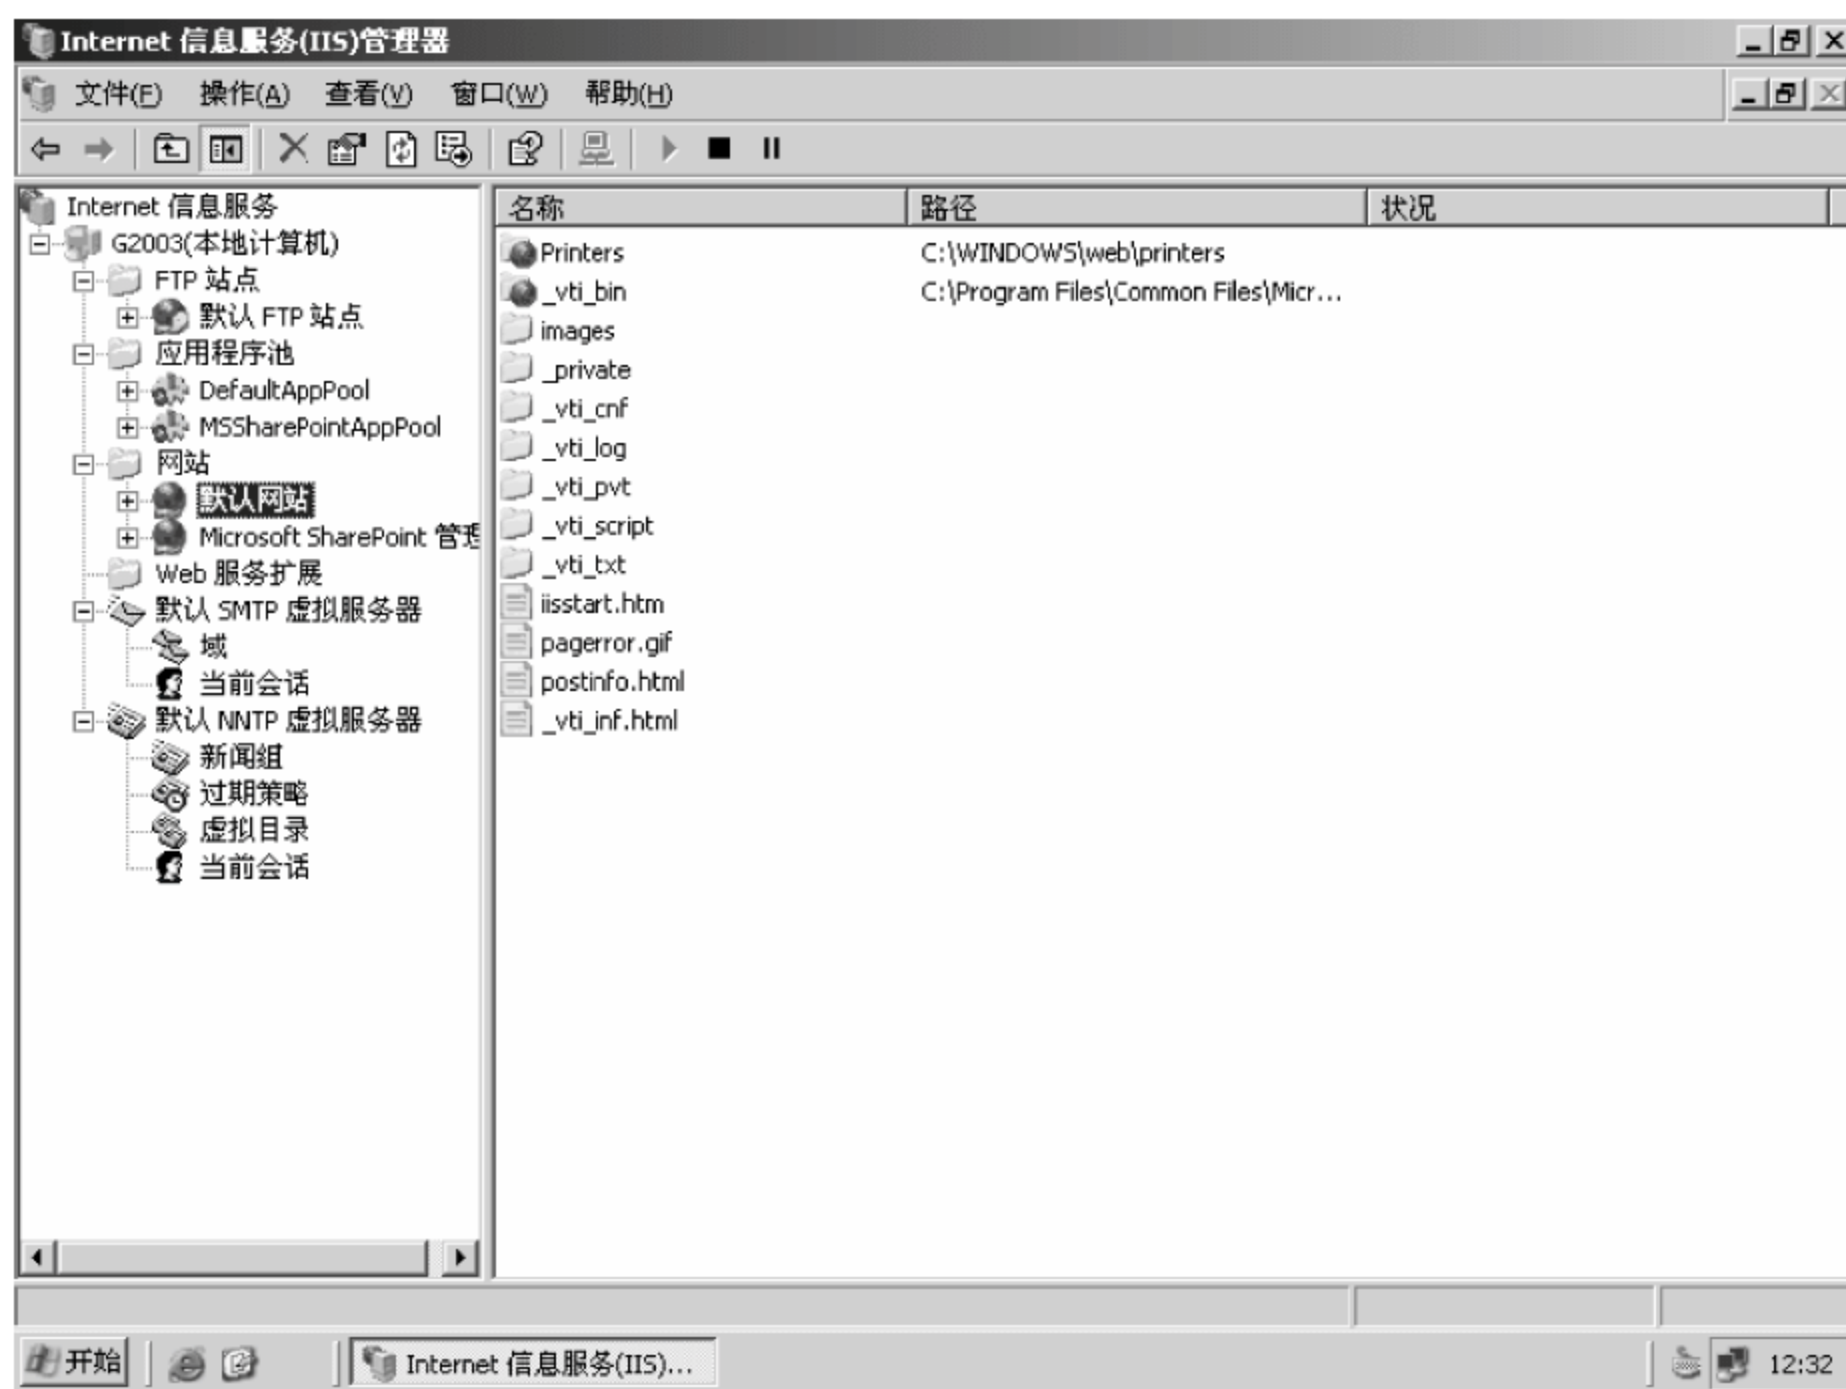 Internet 信息服务(IIS)管理器
文件(F) 操作(A) 查看(V) 窗口(W) 帮助(H)
Internet 信息服务
G2003(本地计算机)
FTP 站点
默认 FTP 站点
应用程序池
DefaultAppPool
MSSharePointAppPool
网站
默认网站
Microsoft SharePoint 管理
Web 服务扩展
默认 SMTP 虚拟服务器
域
当前会话
默认 NNTP 虚拟服务器
新闻组
过期策略
虚拟目录
当前会话
名称 路径 状况
Printers C:\WINDOWS\web\printers
_vti_bin C:\Program Files\Common Files\Micr...
images
_private
_vti_cnf
_vti_log
_vti_pvt
_vti_script
_vti_txt
iisstart.htm
pagerror.gif
postinfo.html
_vti_inf.html
开始 Internet 信息服务(IIS)... 12:32